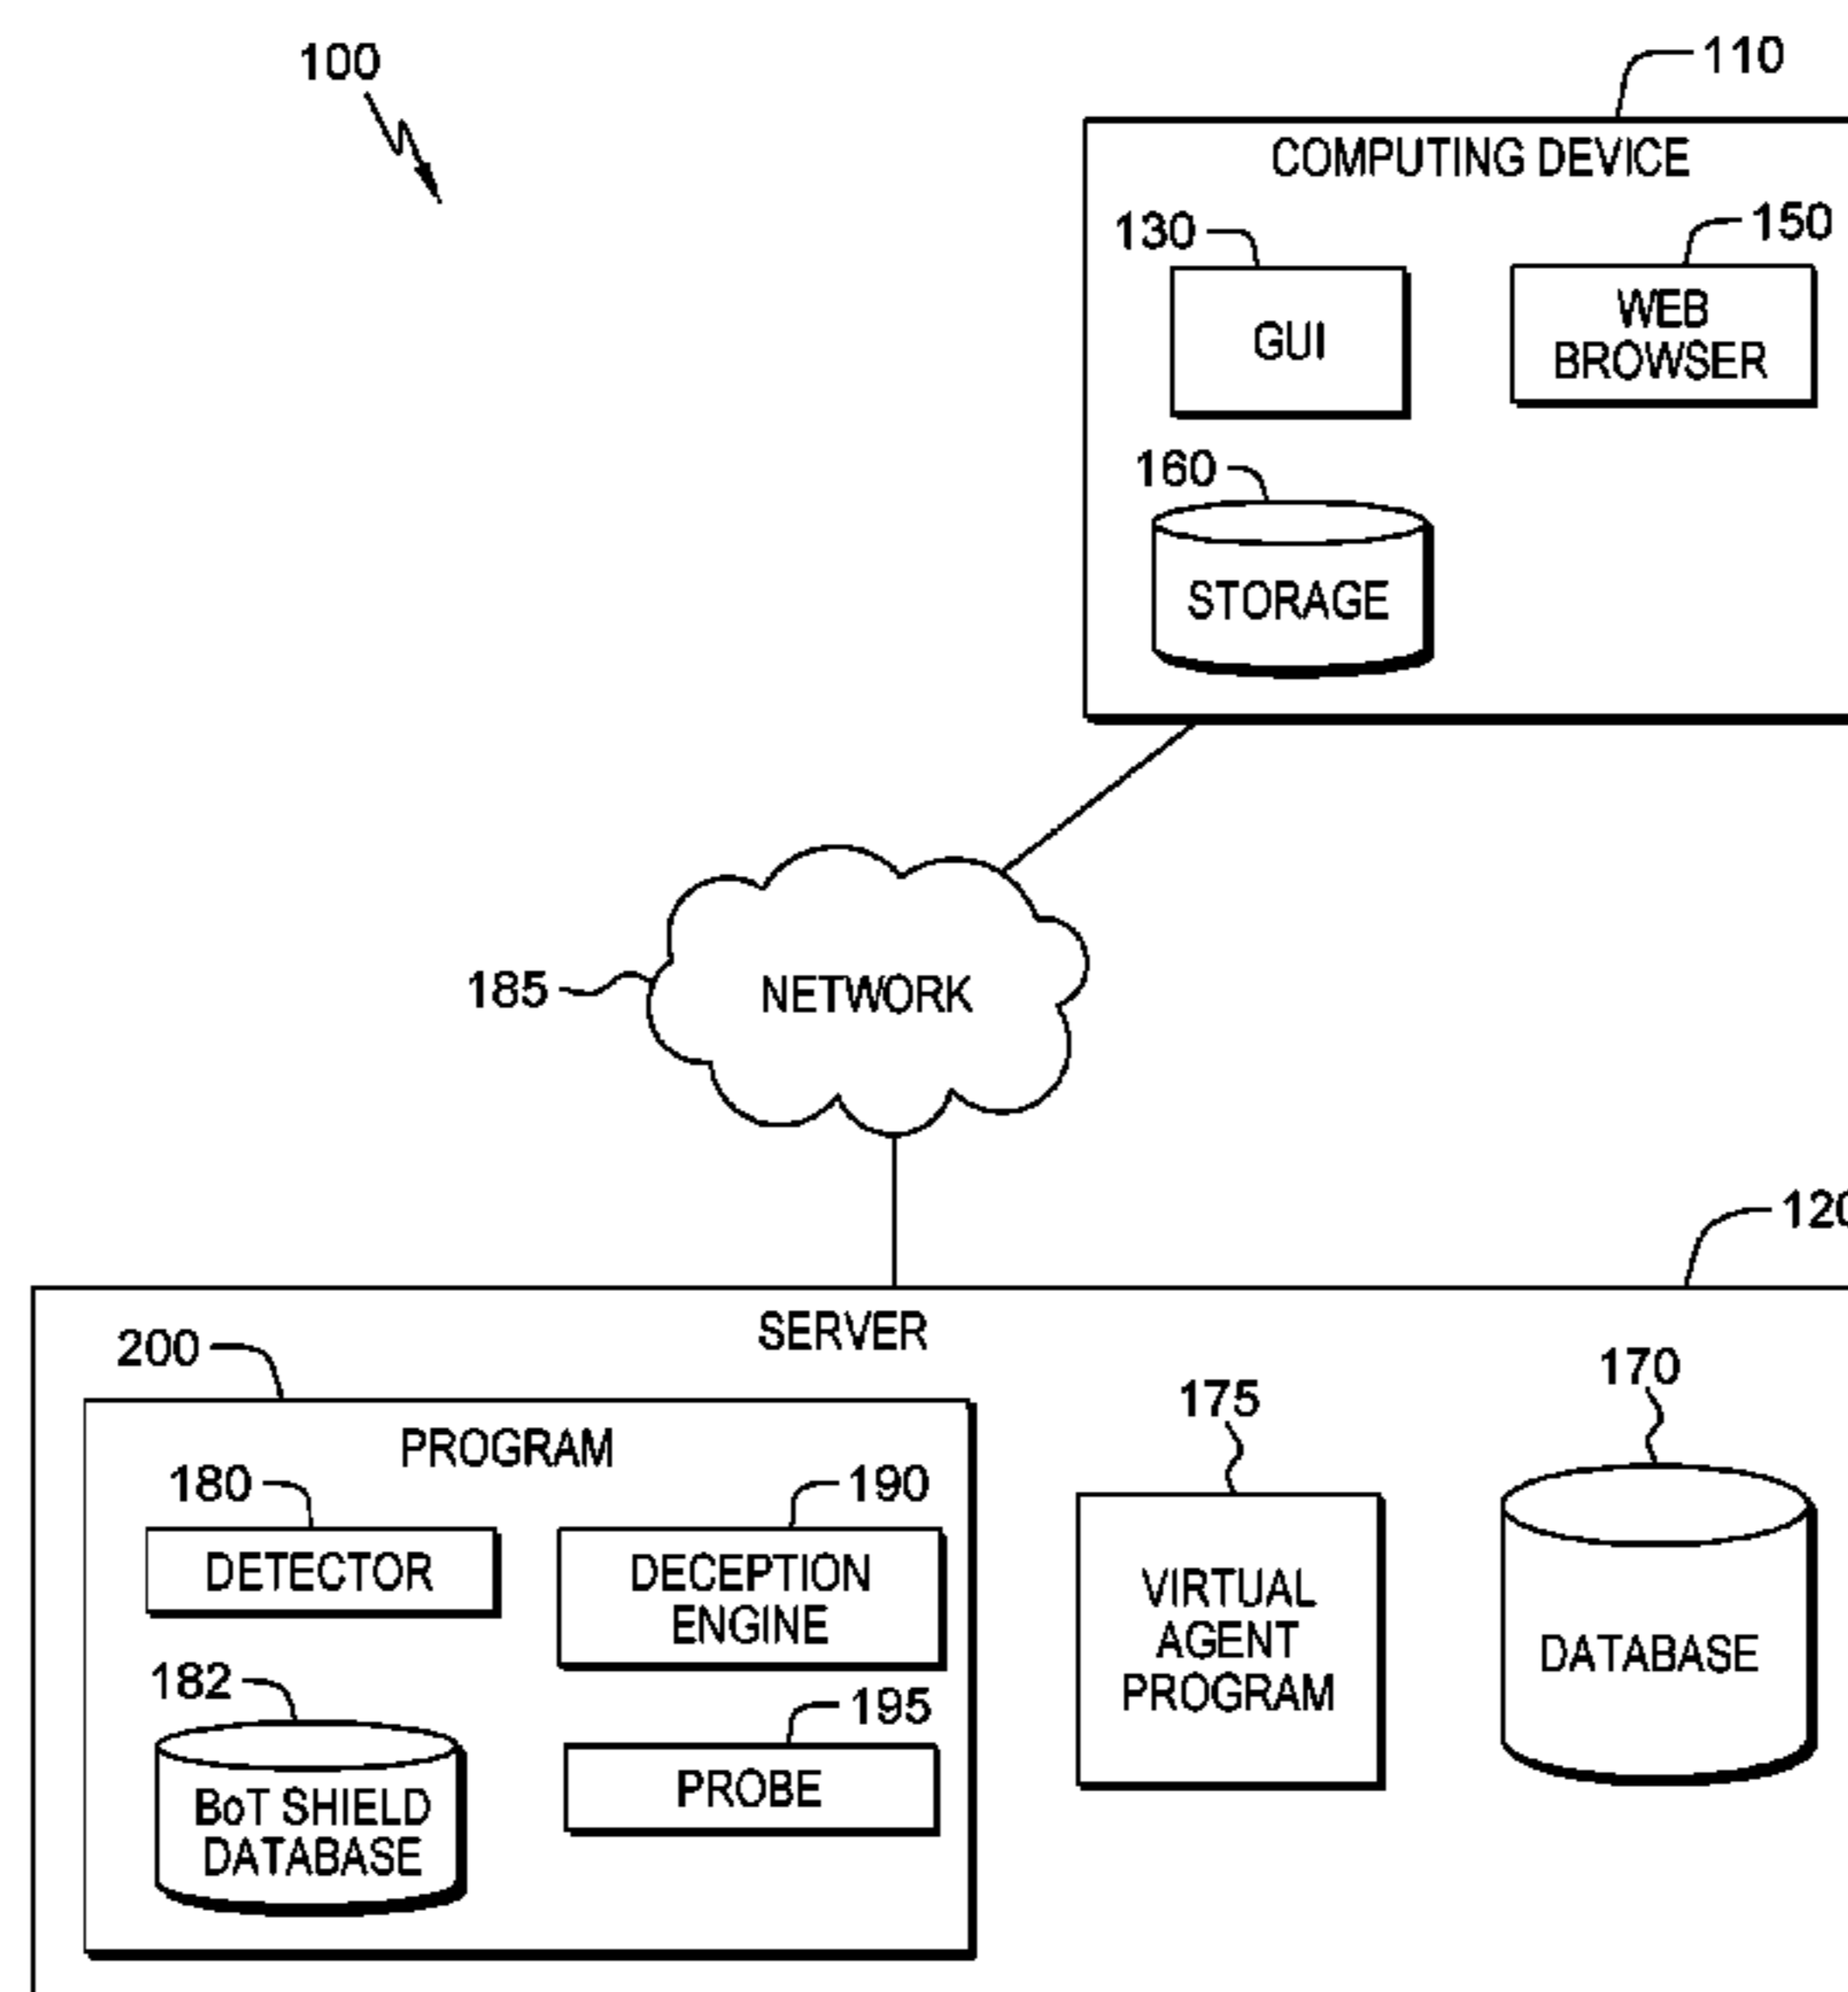 100
110
COMPUTING DEVICE
130
150
GUI
WEB
BROWSER
160
STORAGE
185
NETWORK
120
SERVER
200
PROGRAM
180
190
DETECTOR
DECEPTION
ENGINE
182
195
BoT SHIELD
DATABASE
PROBE
175
VIRTUAL
AGENT
PROGRAM
170
DATABASE